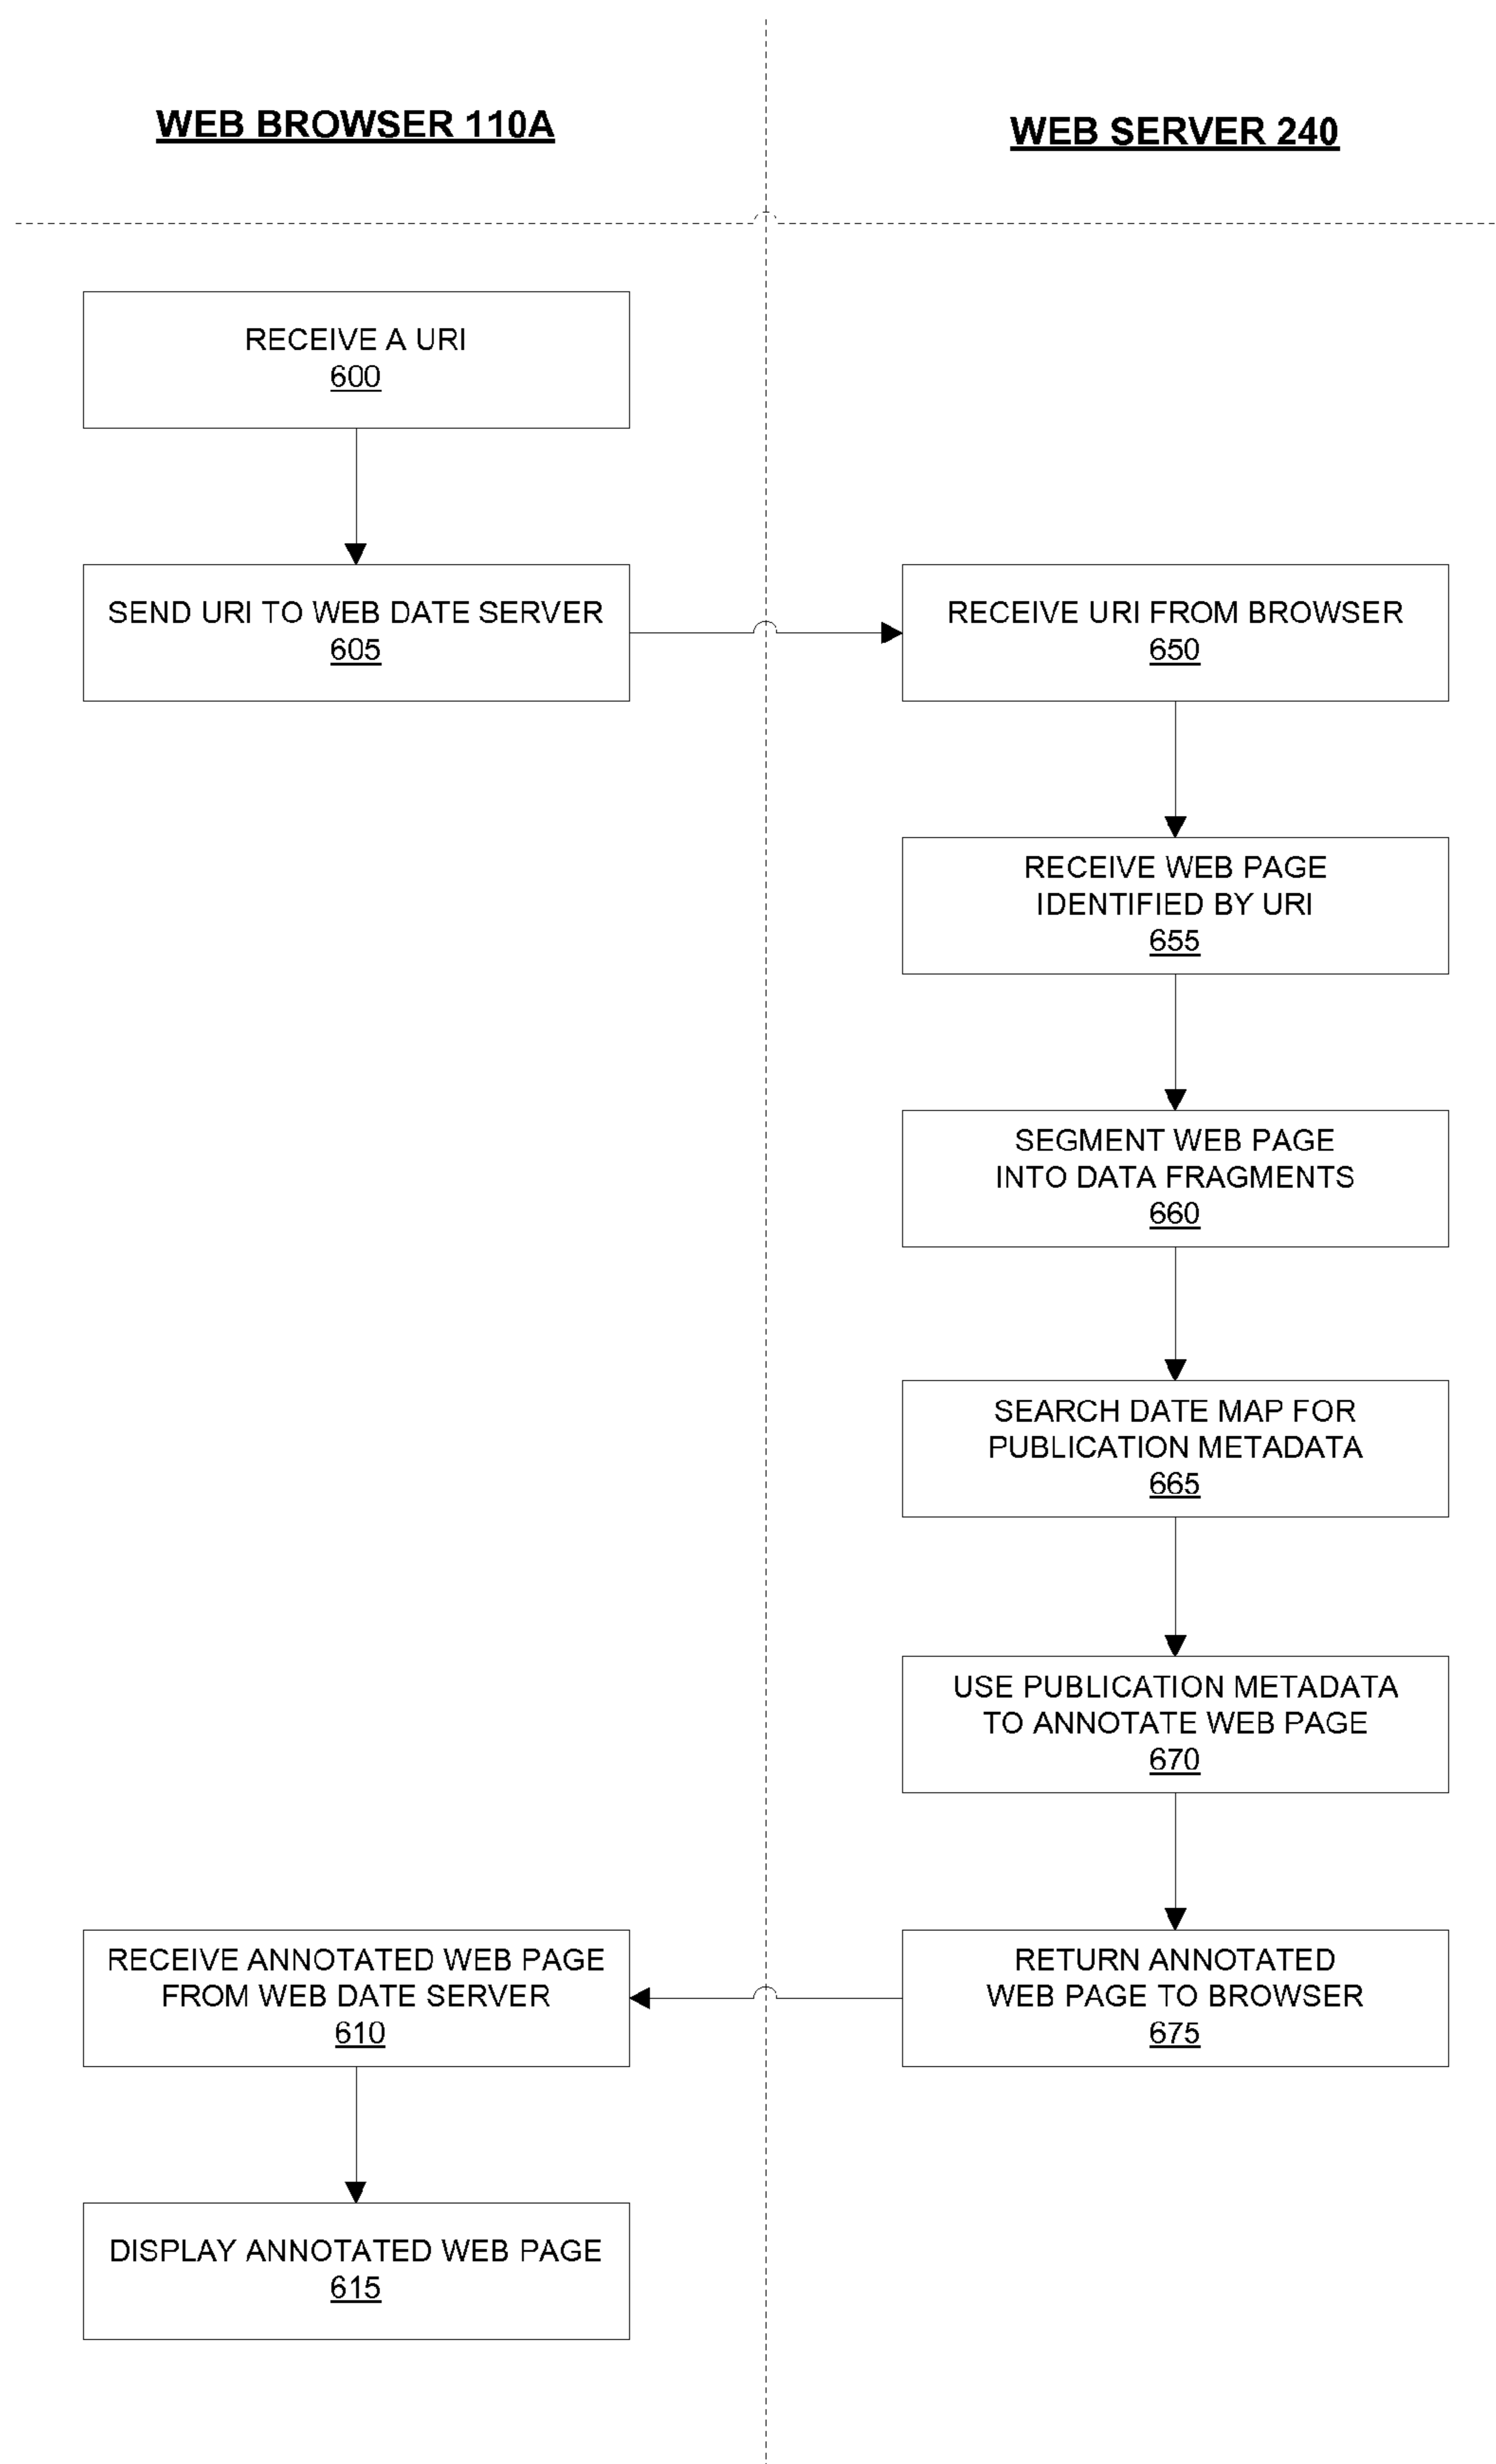 WEB BROWSER 110A
WEB SERVER 240
RECEIVE A URI
600
SEND URI TO WEB DATE SERVER
605
RECEIVE URI FROM BROWSER
650
RECEIVE WEB PAGE
IDENTIFIED BY URI
655
SEGMENT WEB PAGE
INTO DATA FRAGMENTS
660
SEARCH DATE MAP FOR
PUBLICATION METADATA
665
USE PUBLICATION METADATA
TO ANNOTATE WEB PAGE
670
RETURN ANNOTATED
WEB PAGE TO BROWSER
675
RECEIVE ANNOTATED WEB PAGE
FROM WEB DATE SERVER
610
DISPLAY ANNOTATED WEB PAGE
615